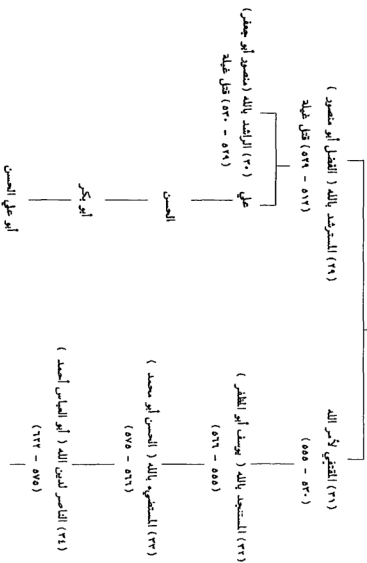 (٢٩) المسترشد بالله ( الفضل أبو منصور )
(٥١٢ - ٥٢٩) قتل غيلة
(٣١) المقتفي لأمر الله
(٥٣٠ - ٥٥٥)
(٣٠) الراشد بالله (منصور أبو جعفر)
(٥٢٩ - ٥٣٠) قتل غيلة
علي
الحسن
أبو بكر
أبو علي الحسن
(٣٢) المستنجد بالله ( يوسف أبو المظفر )
(٥٥٥ - ٥٦٦)
(٣٣) المستضيء بالله ( الحسن أبو محمد )
(٥٦٦ - ٥٧٥)
(٣٤) الناصر لدين الله ( أبو العباس أحمد )
(٥٧٥ - ٦٢٢)